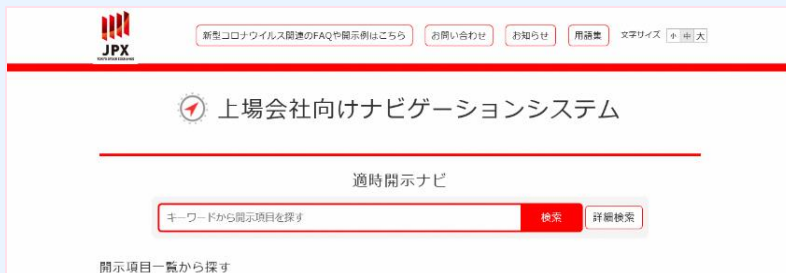 JPX
新型コロナウイルス関連のFAQや開示例はこちら
お問い合わせ
お知らせ
用語集
文字サイズ 小 中 大
上場会社向けナビゲーションシステム
適時開示ナビ
キーワードから開示項目を探す
検索
詳細検索
開示項目一覧から探す